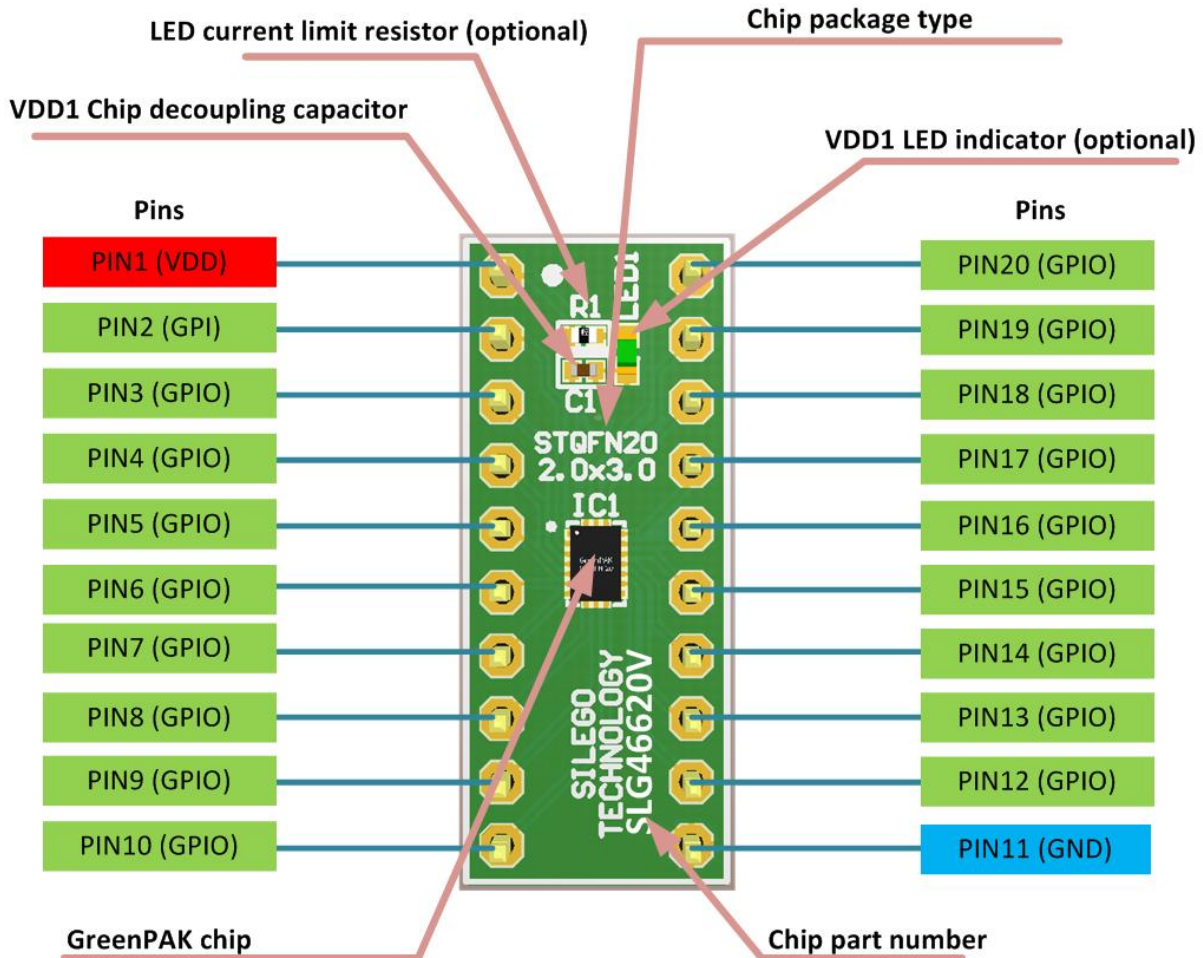 LED current limit resistor (optional)
Chip package type
VDD1 Chip decoupling capacitor
VDD1 LED indicator (optional)
Pins
Pins
PIN1 (VDD)
PIN2 (GPI)
PIN3 (GPIO)
PIN4 (GPIO)
PIN5 (GPIO)
PIN6 (GPIO)
PIN7 (GPIO)
PIN8 (GPIO)
PIN9 (GPIO)
PIN10 (GPIO)
R1
LED1
C1
STQFN20
2.0x3.0
IC1
GreenPAK
SILEGO
TECHNOLOGY
SLG46620V
PIN20 (GPIO)
PIN19 (GPIO)
PIN18 (GPIO)
PIN17 (GPIO)
PIN16 (GPIO)
PIN15 (GPIO)
PIN14 (GPIO)
PIN13 (GPIO)
PIN12 (GPIO)
PIN11 (GND)
GreenPAK chip
Chip part number